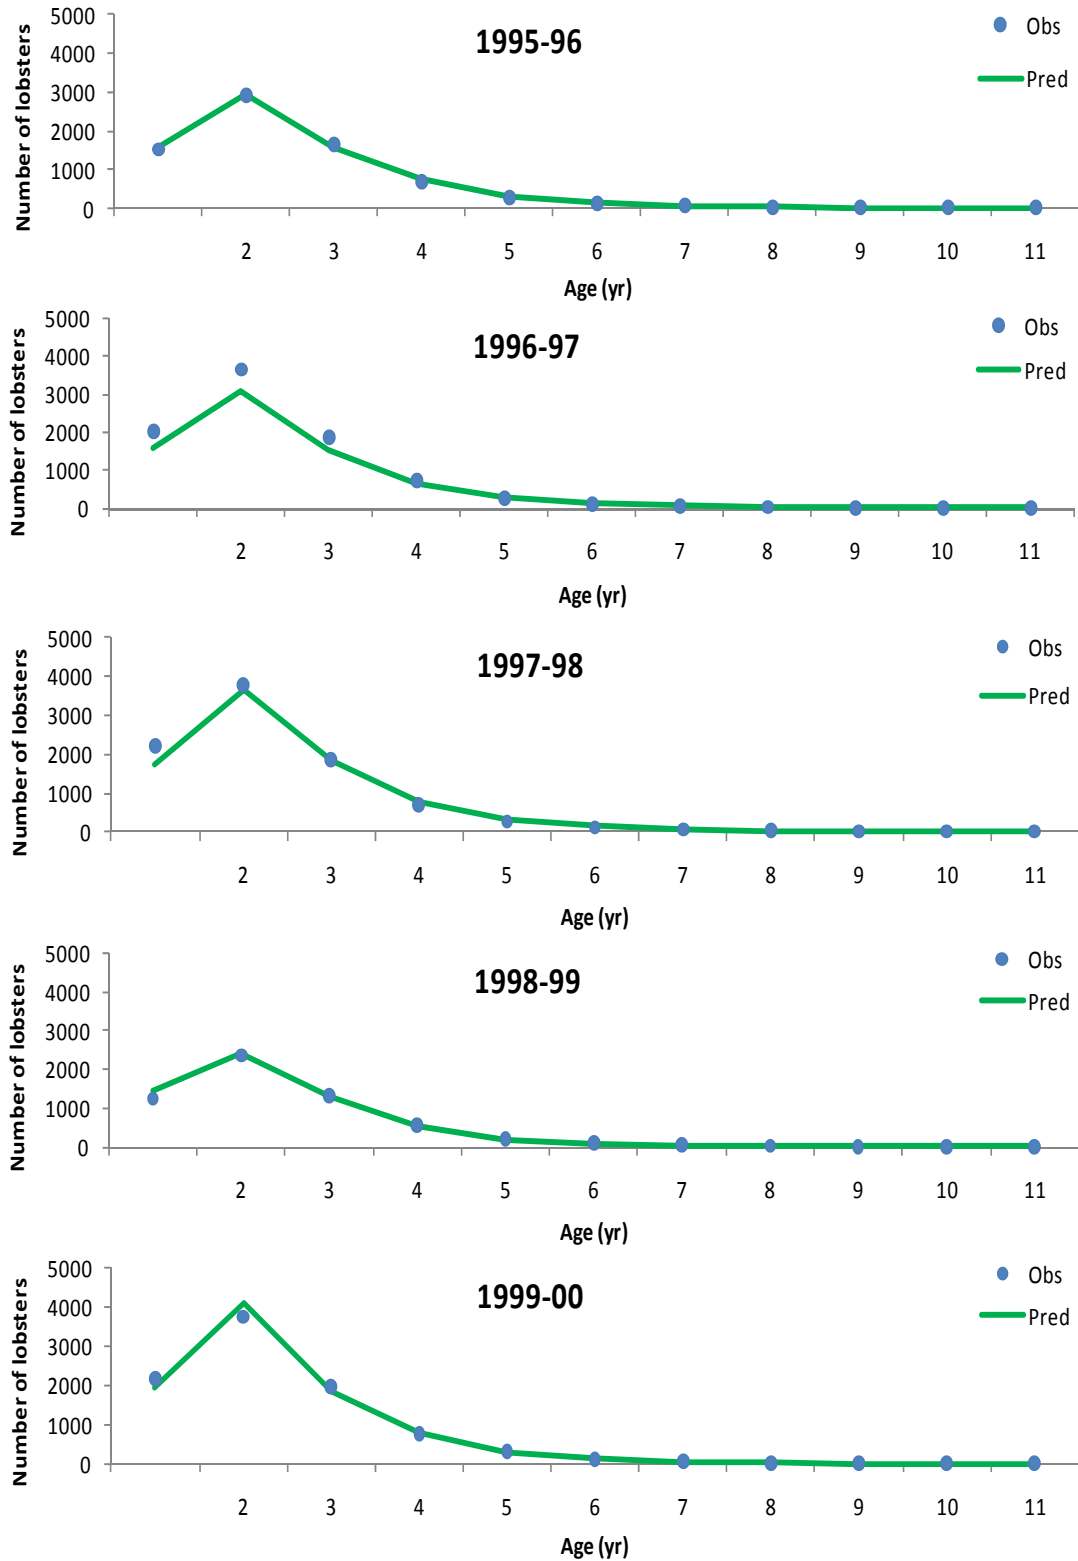 1995-96
Obs
Pred
Number of lobsters
5000
4000
3000
2000
1000
0
2 3 4 5 6 7 8 9 10 11
Age (yr)
1996-97
Obs
Pred
Number of lobsters
5000
4000
3000
2000
1000
0
2 3 4 5 6 7 8 9 10 11
Age (yr)
1997-98
Obs
Pred
Number of lobsters
5000
4000
3000
2000
1000
0
2 3 4 5 6 7 8 9 10 11
Age (yr)
1998-99
Obs
Pred
Number of lobsters
5000
4000
3000
2000
1000
0
2 3 4 5 6 7 8 9 10 11
Age (yr)
1999-00
Obs
Pred
Number of lobsters
5000
4000
3000
2000
1000
0
2 3 4 5 6 7 8 9 10 11
Age (yr)